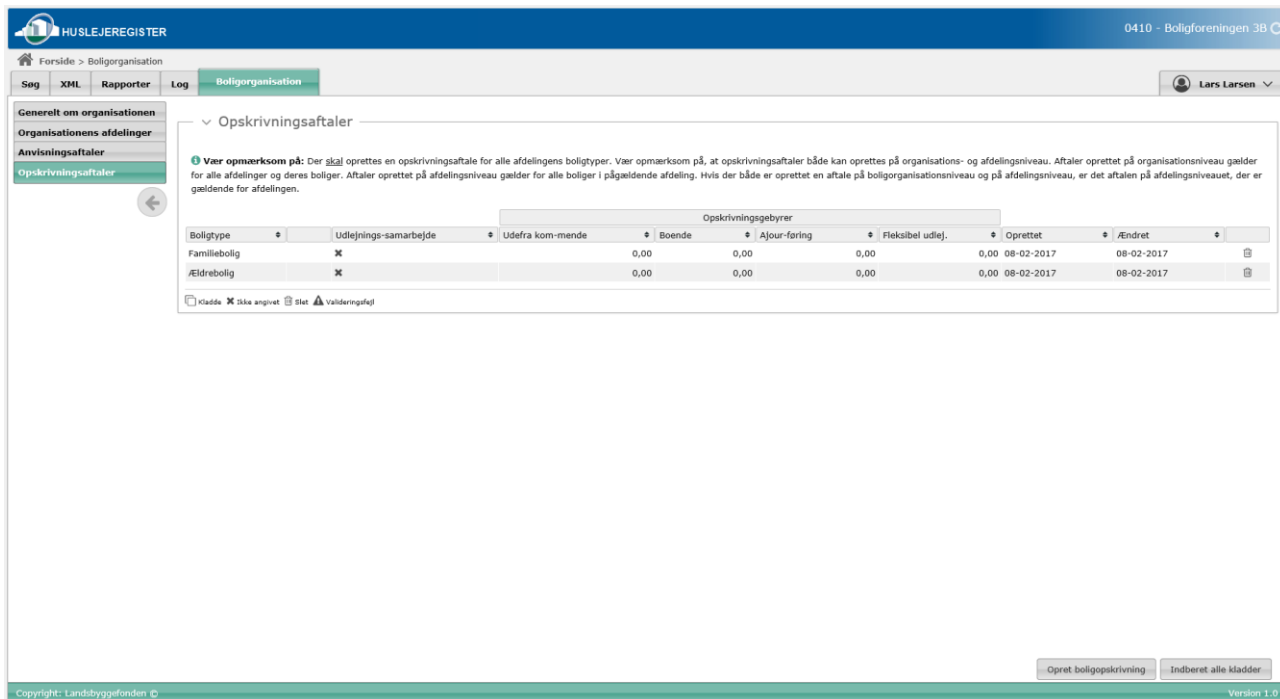 HUSLEJEREGISTER
0410 - Boligforeningen 3B
Forside > Boligorganisation
Søg XML Rapporter Log Boligorganisation Lars Larsen
Generelt om organisationen
Organisationens afdelinger
Anvisningsaftaler
Opskrivningsaftaler
Opskrivningsaftaler
Vær opmærksom på: Der skal oprettes en opskrivningsaftale for alle afdelingens boligtyper. Vær opmærksom på, at opskrivningsaftaler både kan oprettes på organisations- og afdelingsniveau. Aftaler oprettet på organisationsniveau gælder
for alle afdelinger og deres boliger. Aftaler oprettet på afdelingsniveau gælder for alle boliger i pågældende afdeling. Hvis der både er oprettet en aftale på boligorganisationsniveau og på afdelingsniveau, er det aftalen på afdelingsniveauet, der er
gældende for afdelingen.
Opskrivningsgebyrer
Boligtype Udlejnings-samarbejde Udefra kom-mende Boende Ajour-føring Fleksibel udlej. Oprettet Ændret
Familiebolig 0,00 0,00 0,00 0,00 08-02-2017 08-02-2017
Ældrebolig 0,00 0,00 0,00 0,00 08-02-2017 08-02-2017
Kladde Ikke angivet Slet Valideringsfejl
Opret boligopskrivning Indberet alle kladder
Copyright: Landsbyggefonden © Version 1.0